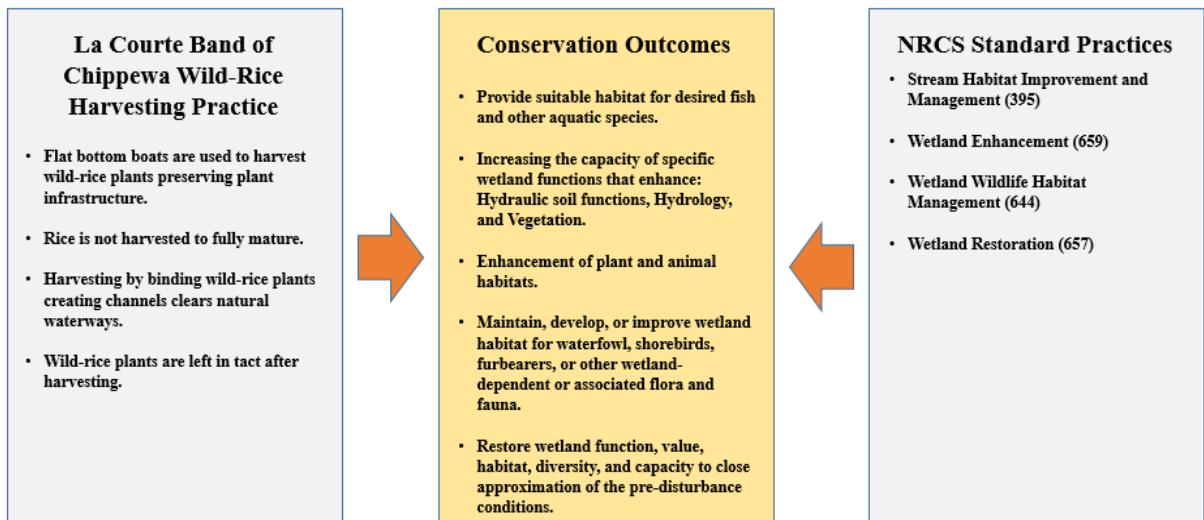 La Courte Band of
Chippewa Wild-Rice
Harvesting Practice
• Flat bottom boats are used to harvest
wild-rice plants preserving plant
infrastructure.
• Rice is not harvested to fully mature.
• Harvesting by binding wild-rice plants
creating channels clears natural
waterways.
• Wild-rice plants are left in tact after
harvesting.
Conservation Outcomes
• Provide suitable habitat for desired fish
and other aquatic species.
• Increasing the capacity of specific
wetland functions that enhance:
Hydraulic soil functions, Hydrology,
and Vegetation.
• Enhancement of plant and animal
habitats.
• Maintain, develop, or improve wetland
habitat for waterfowl, shorebirds,
furbearers, or other wetland-
dependent or associated flora and
fauna.
• Restore wetland function, value,
habitat, diversity, and capacity to close
approximation of the pre-disturbance
conditions.
NRCS Standard Practices
• Stream Habitat Improvement and
Management (395)
• Wetland Enhancement (659)
• Wetland Wildlife Habitat
Management (644)
• Wetland Restoration (657)